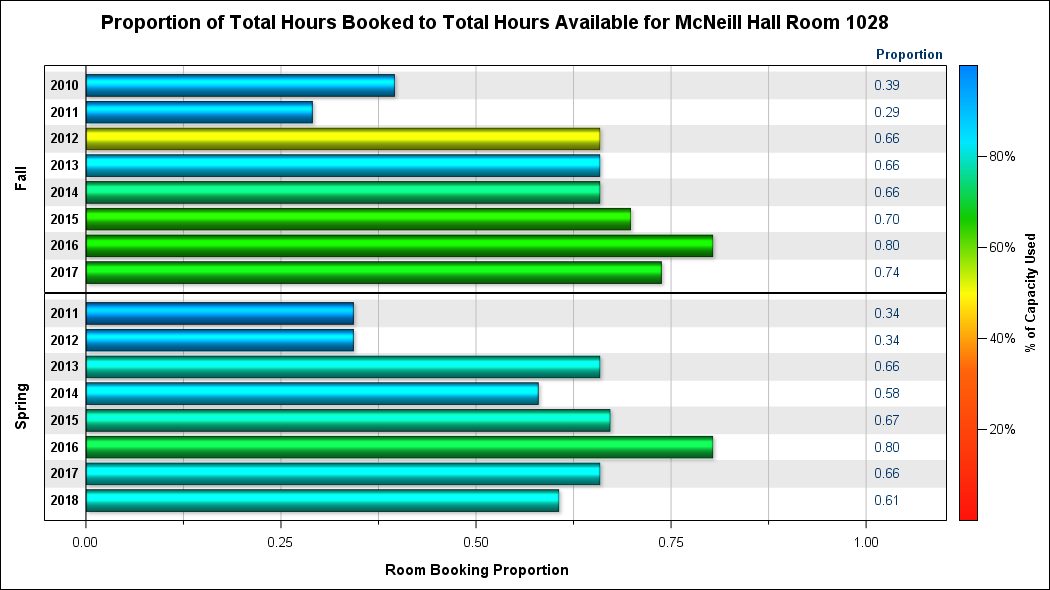 Proportion of Total Hours Booked to Total Hours Available for McNeill Hall Room 1028
Proportion
Fall
2010 0.39
2011 0.29
2012 0.66
2013 0.66
2014 0.66
2015 0.70
2016 0.80
2017 0.74
Spring
2011 0.34
2012 0.34
2013 0.66
2014 0.58
2015 0.67
2016 0.80
2017 0.66
2018 0.61
0.00 0.25 0.50 0.75 1.00
Room Booking Proportion
80%
60%
40%
20%
% of Capacity Used